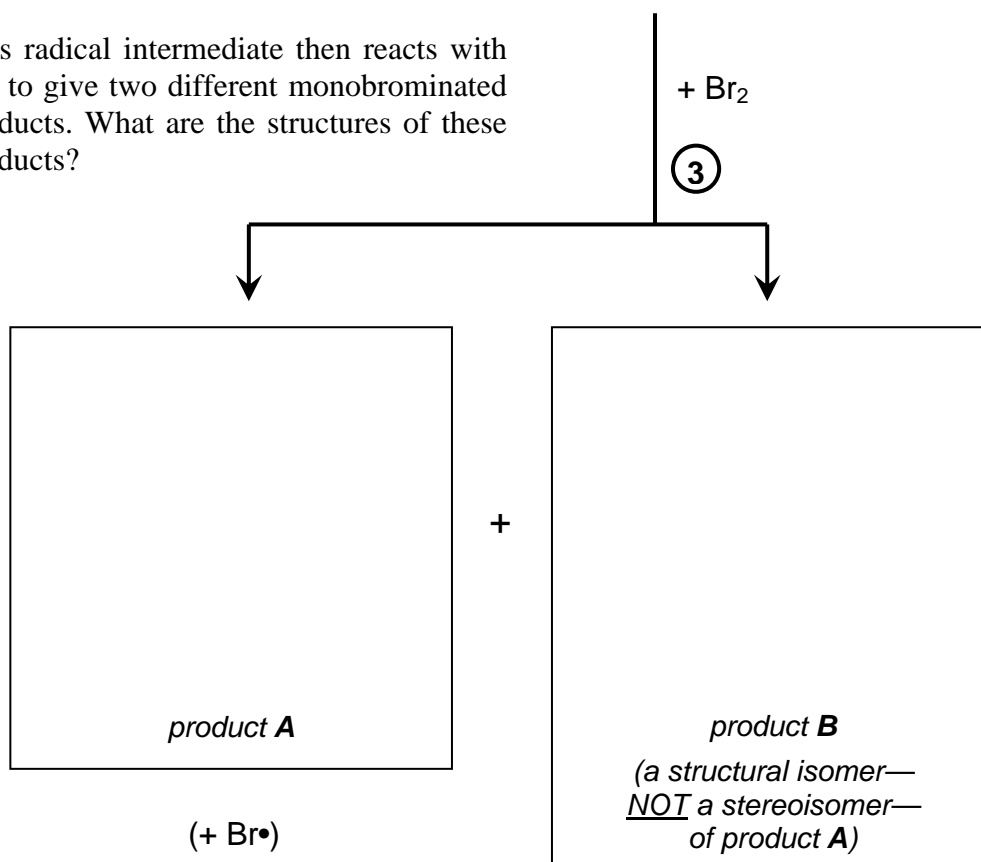 s radical intermediate then reacts with
to give two different monobrominated
ducts. What are the structures of these
ducts?
+ Br₂
3
+
product A
(+ Br•)
product B
(a structural isomer—
NOT a stereoisomer—
of product A)